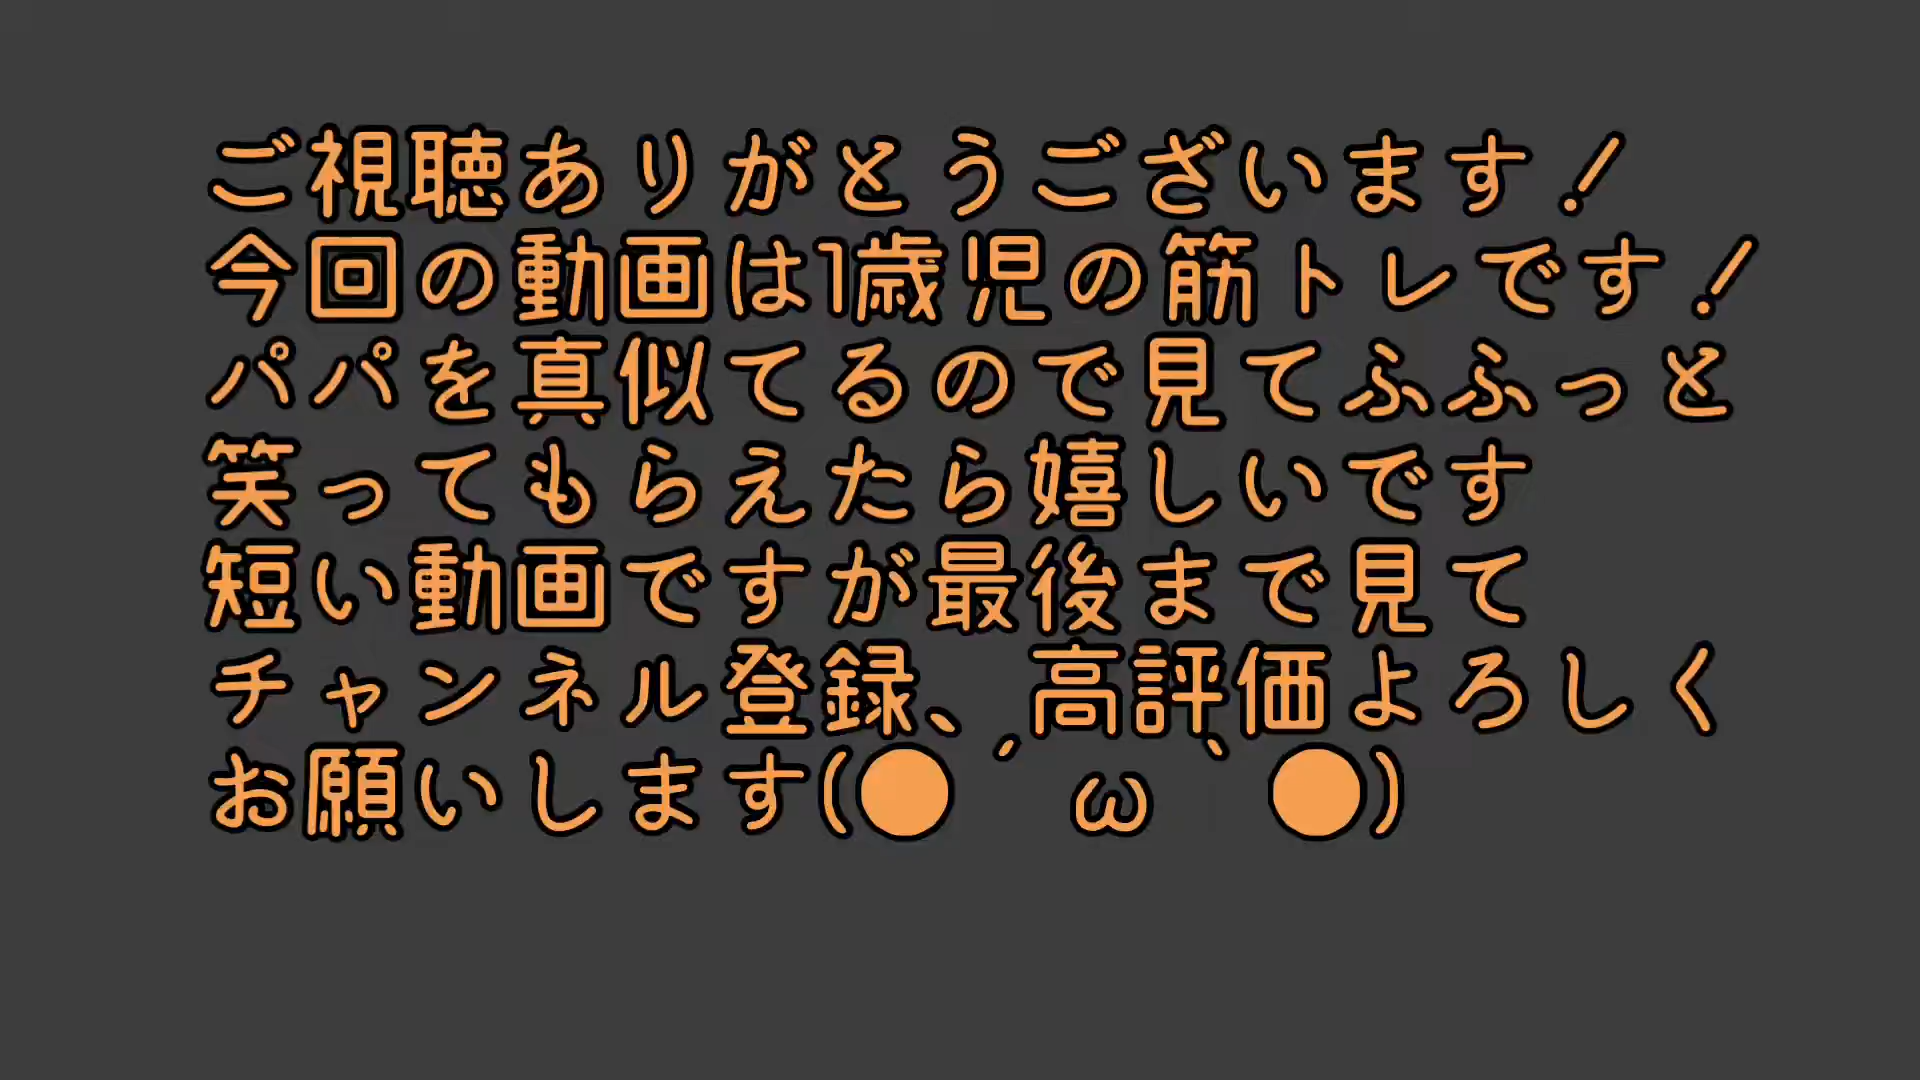 ご視聴ありがとうございます！
今回の動画は1歳児の筋トレです！
パパを真似てるので見てふふっと
笑ってもらえたら嬉しいです
短い動画ですが最後まで見て
チャンネル登録、高評価よろしく
お願いします(●´ω｀●)